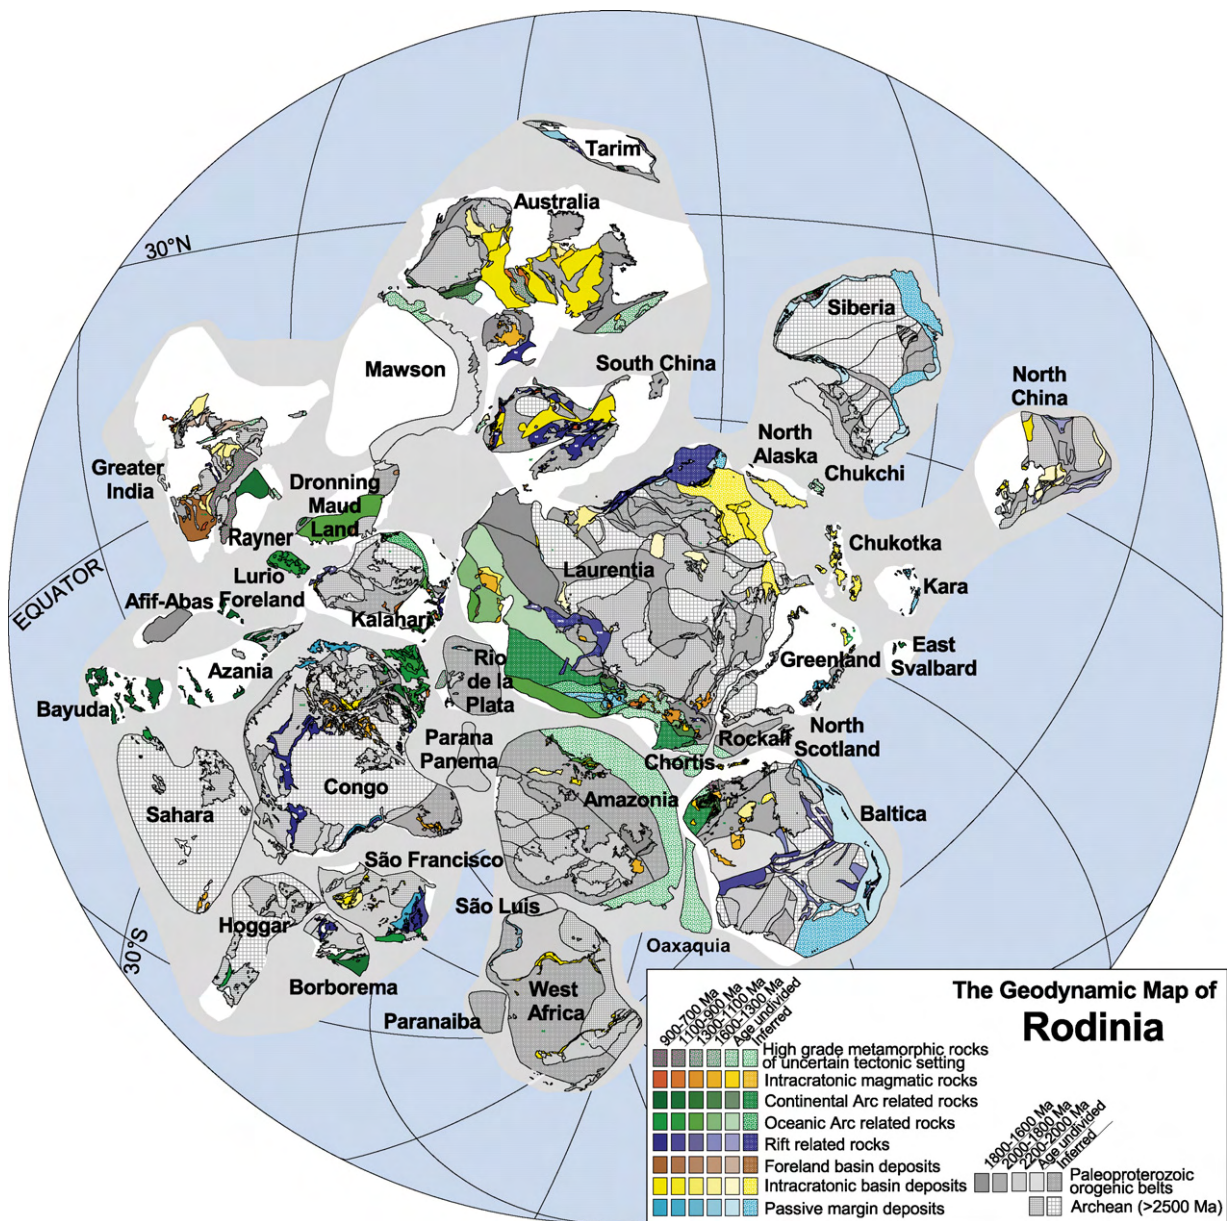 Tarim
Australia
30°N
Siberia
Mawson
South China
North
China
North
Alaska
Greater
India
Dronning
Maud
Land
Chukchi
Rayner
Chukotka
EQUATOR
Lurio
Foreland
Laurentia
Kara
Afif-Abas
Kalahari
Azania
Rio
de la
Plata
Greenland
East
Svalbard
Bayuda
Parana
Panema
Rockall
North
Scotland
Chortis
Sahara
Congo
Amazonia
Baltica
São Francisco
São Luis
Hoggar
30°S
Oaxaquia
Borborema
West
Africa
Paranaiba
The Geodynamic Map of
Rodinia
900-700 Ma
1100-900 Ma
1300-1100 Ma
1600-1300 Ma
Age undivided
Inferred
High grade metamorphic rocks
of uncertain tectonic setting
Intracratonic magmatic rocks
Continental Arc related rocks
Oceanic Arc related rocks
Rift related rocks
Foreland basin deposits
Intracratonic basin deposits
Passive margin deposits
1800-1600 Ma
2000-1800 Ma
2200-2000 Ma
Age undivided
Inferred
Paleoproterozoic
orogenic belts
Archean (>2500 Ma)